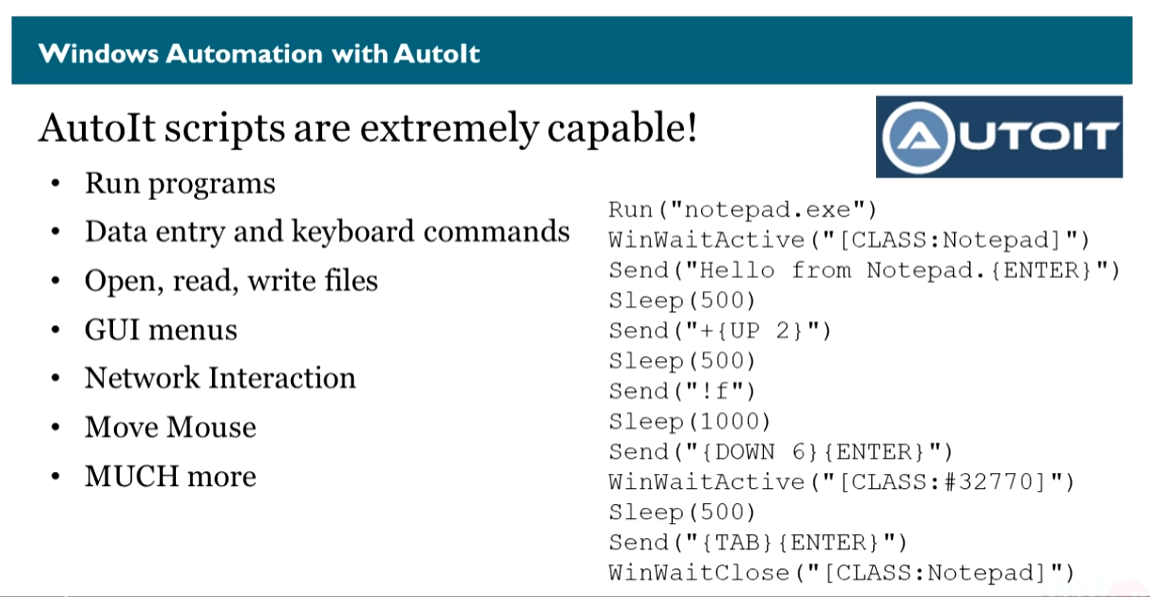 Windows Automation with AutoIt
AutoIt scripts are extremely capable!
AUTOIT
• Run programs
• Data entry and keyboard commands
• Open, read, write files
• GUI menus
• Network Interaction
• Move Mouse
• MUCH more
Run("notepad.exe")
WinWaitActive("[CLASS:Notepad]")
Send("Hello from Notepad.{ENTER}")
Sleep(500)
Send("+{UP 2}")
Sleep(500)
Send("!f")
Sleep(1000)
Send("{DOWN 6}{ENTER}")
WinWaitActive("[CLASS:#32770]")
Sleep(500)
Send("{TAB}{ENTER}")
WinWaitClose("[CLASS:Notepad]")